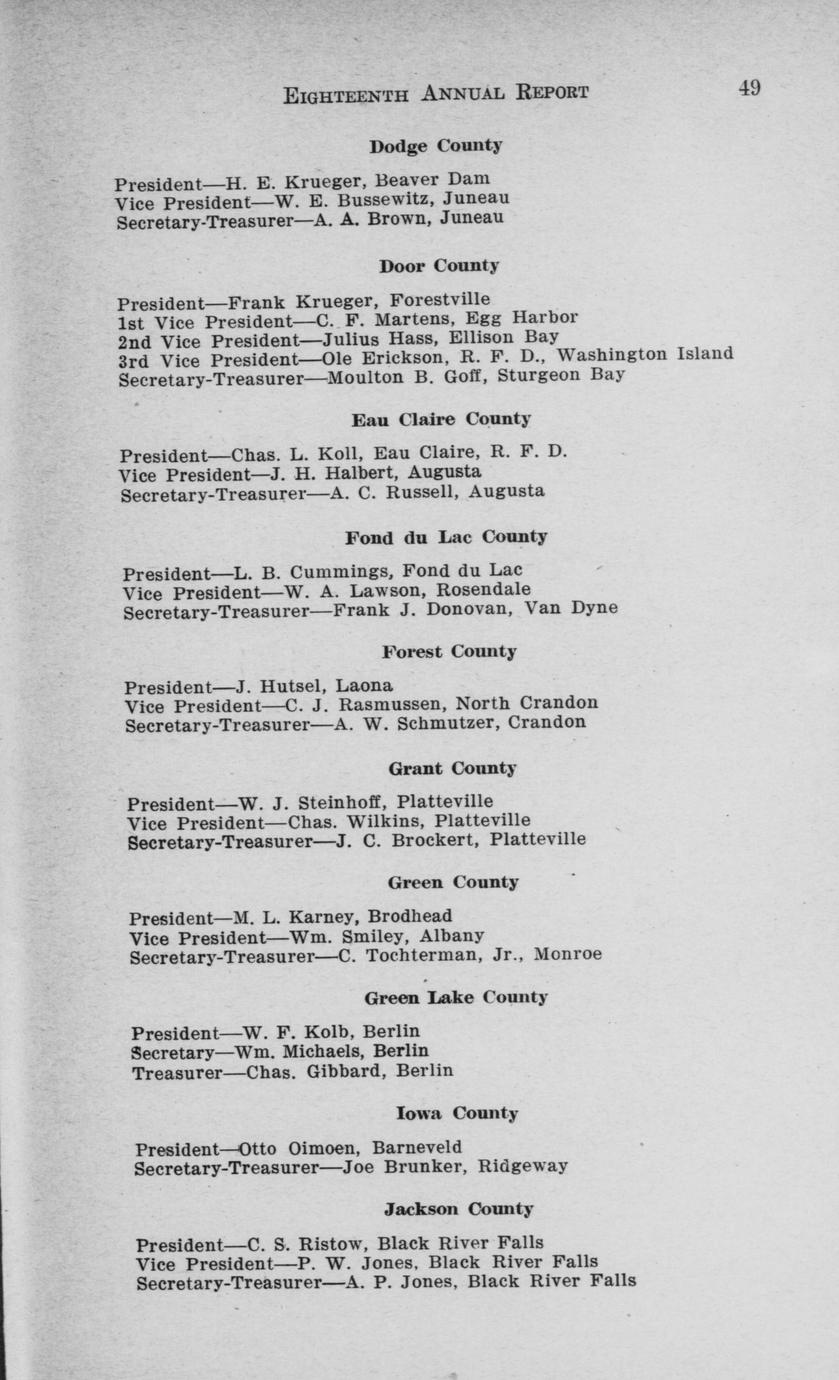 EIGHTEENTH ANNUAL REPORT 49
Dodge County
President—H. E. Krueger, Beaver Dam
Vice President—W. E. Bussewitz, Juneau
Secretary-Treasurer—A. A. Brown, Juneau
Door County
President—Frank Krueger, Forestville
1st Vice President—C. F. Martens, Egg Harbor
2nd Vice President—Julius Hass, Ellison Bay
3rd Vice President—Ole Erickson, R. F. D., Washington Island
Secretary-Treasurer—Moulton B. Goff, Sturgeon Bay
Eau Claire County
President—Chas. L. Koll, Eau Claire, R. F. D.
Vice President—J. H. Halbert, Augusta
Secretary-Treasurer—A. C. Russell, Augusta
Fond du Lac County
President—L. B. Cummings, Fond du Lac
Vice President—W. A. Lawson, Rosendale
Secretary-Treasurer—Frank J. Donovan, Van Dyne
Forest County
President—J. Hutsel, Laona
Vice President—C. J. Rasmussen, North Crandon
Secretary-Treasurer—A. W. Schmutzer, Crandon
Grant County
President—W. J. Steinhoff, Platteville
Vice President—Chas. Wilkins, Platteville
Secretary-Treasurer—J. C. Brockert, Platteville
Green County
President—M. L. Karney, Brodhead
Vice President—Wm. Smiley, Albany
Secretary-Treasurer—C. Tochterman, Jr., Monroe
Green Lake County
President—W. F. Kolb, Berlin
Secretary—Wm. Michaels, Berlin
Treasurer—Chas. Gibbard, Berlin
Iowa County
President—Otto Oimoen, Barneveld
Secretary-Treasurer—Joe Brunker, Ridgeway
Jackson County
President—C. S. Ristow, Black River Falls
Vice President—P. W. Jones, Black River Falls
Secretary-Treasurer—A. P. Jones, Black River Falls